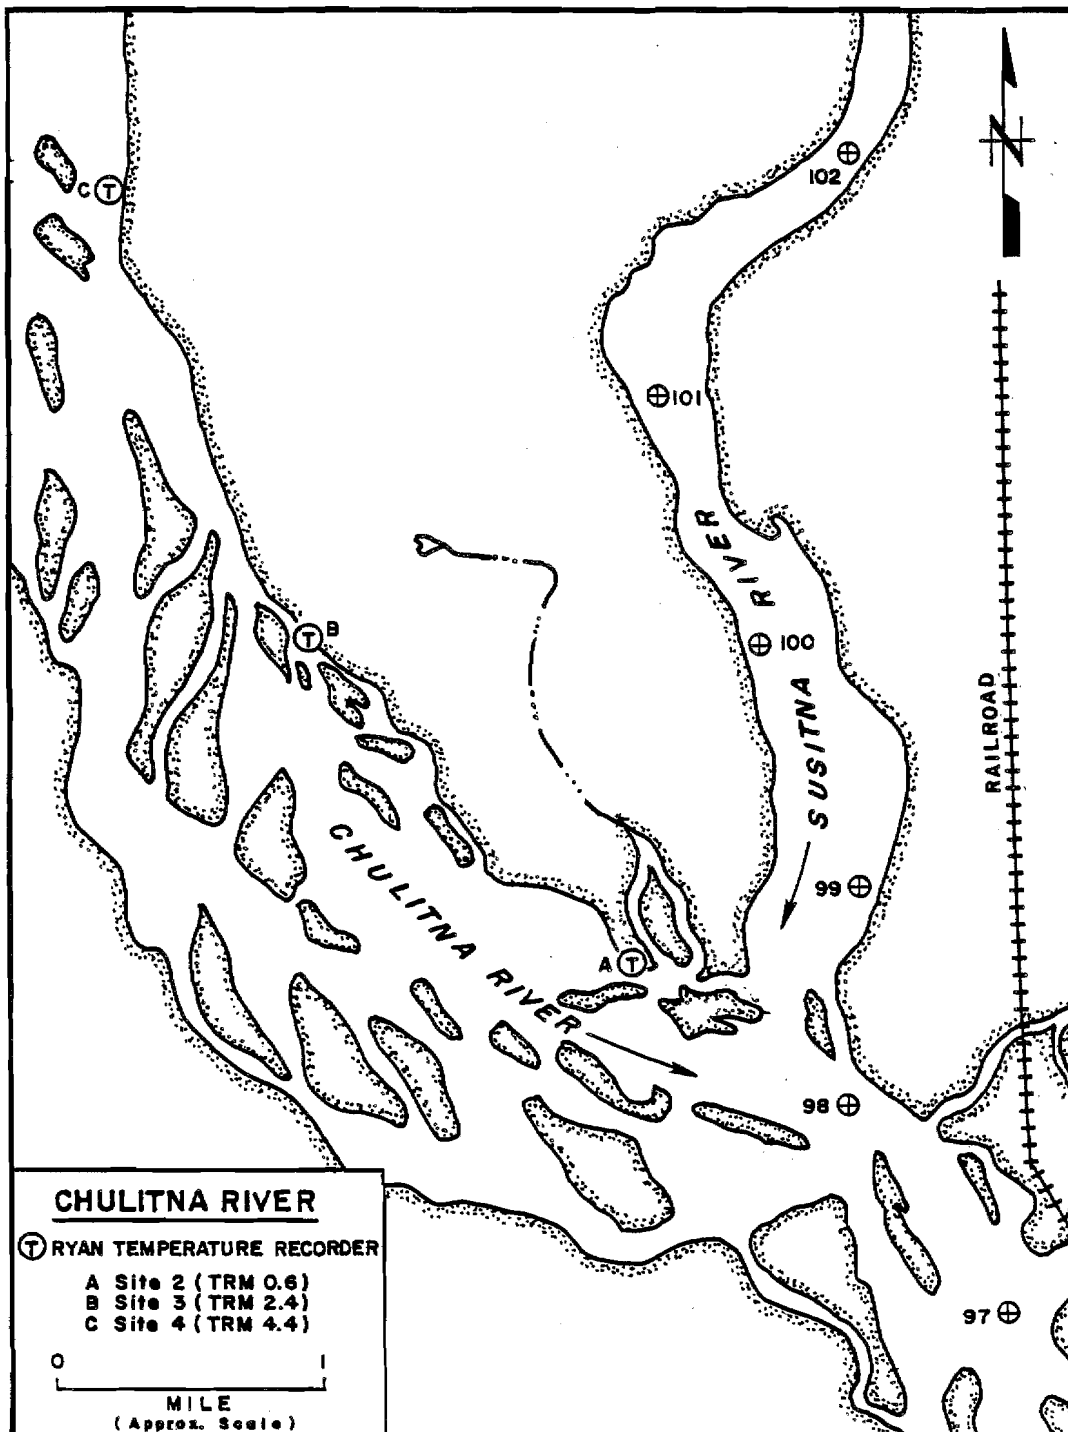 102
C T
101
RIVER
T B
100
RAILROAD
SUSITNA
CHULITNA RIVER
99
A T
98
97
CHULITNA RIVER
T RYAN TEMPERATURE RECORDER
A Site 2 (TRM 0.6)
B Site 3 (TRM 2.4)
C Site 4 (TRM 4.4)
0 1
MILE
(Approx. Scale)